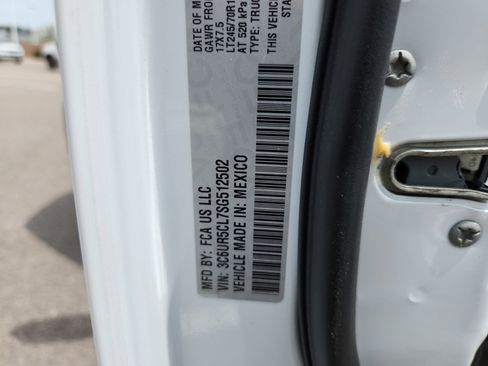 MFD BY: FCA US LLC
VIN: 3C6UR5CL7SG512502
VEHICLE MADE IN: MEXICO
DATE OF M
GAWR FRO
17X7.5
LT245/70R1
AT 520 kPa
TYPE: TRUC
THIS VEHIC
STA